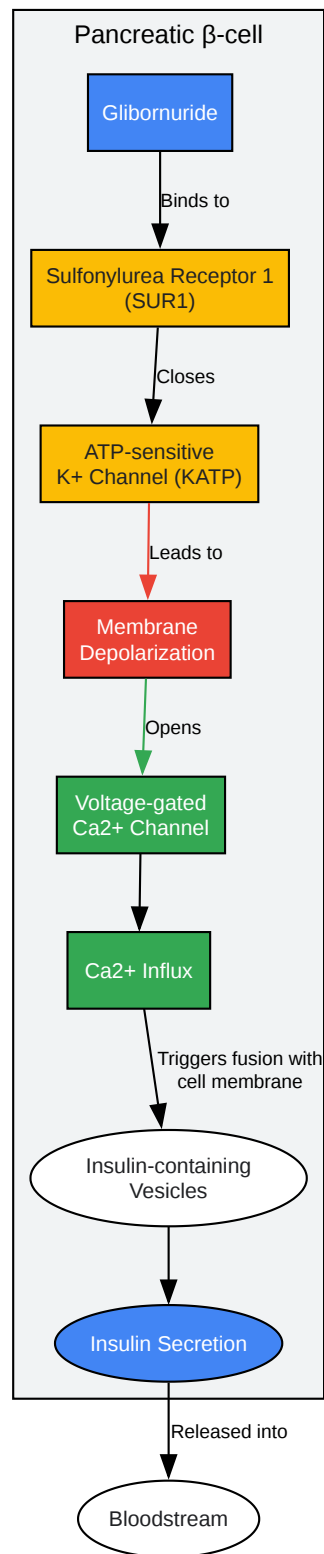 Pancreatic β-cell
Glibornuride
Binds to
Sulfonylurea Receptor 1
(SUR1)
Closes
ATP-sensitive
K+ Channel (KATP)
Leads to
Membrane
Depolarization
Opens
Voltage-gated
Ca2+ Channel
Ca2+ Influx
Triggers fusion with
cell membrane
Insulin-containing
Vesicles
Insulin Secretion
Released into
Bloodstream